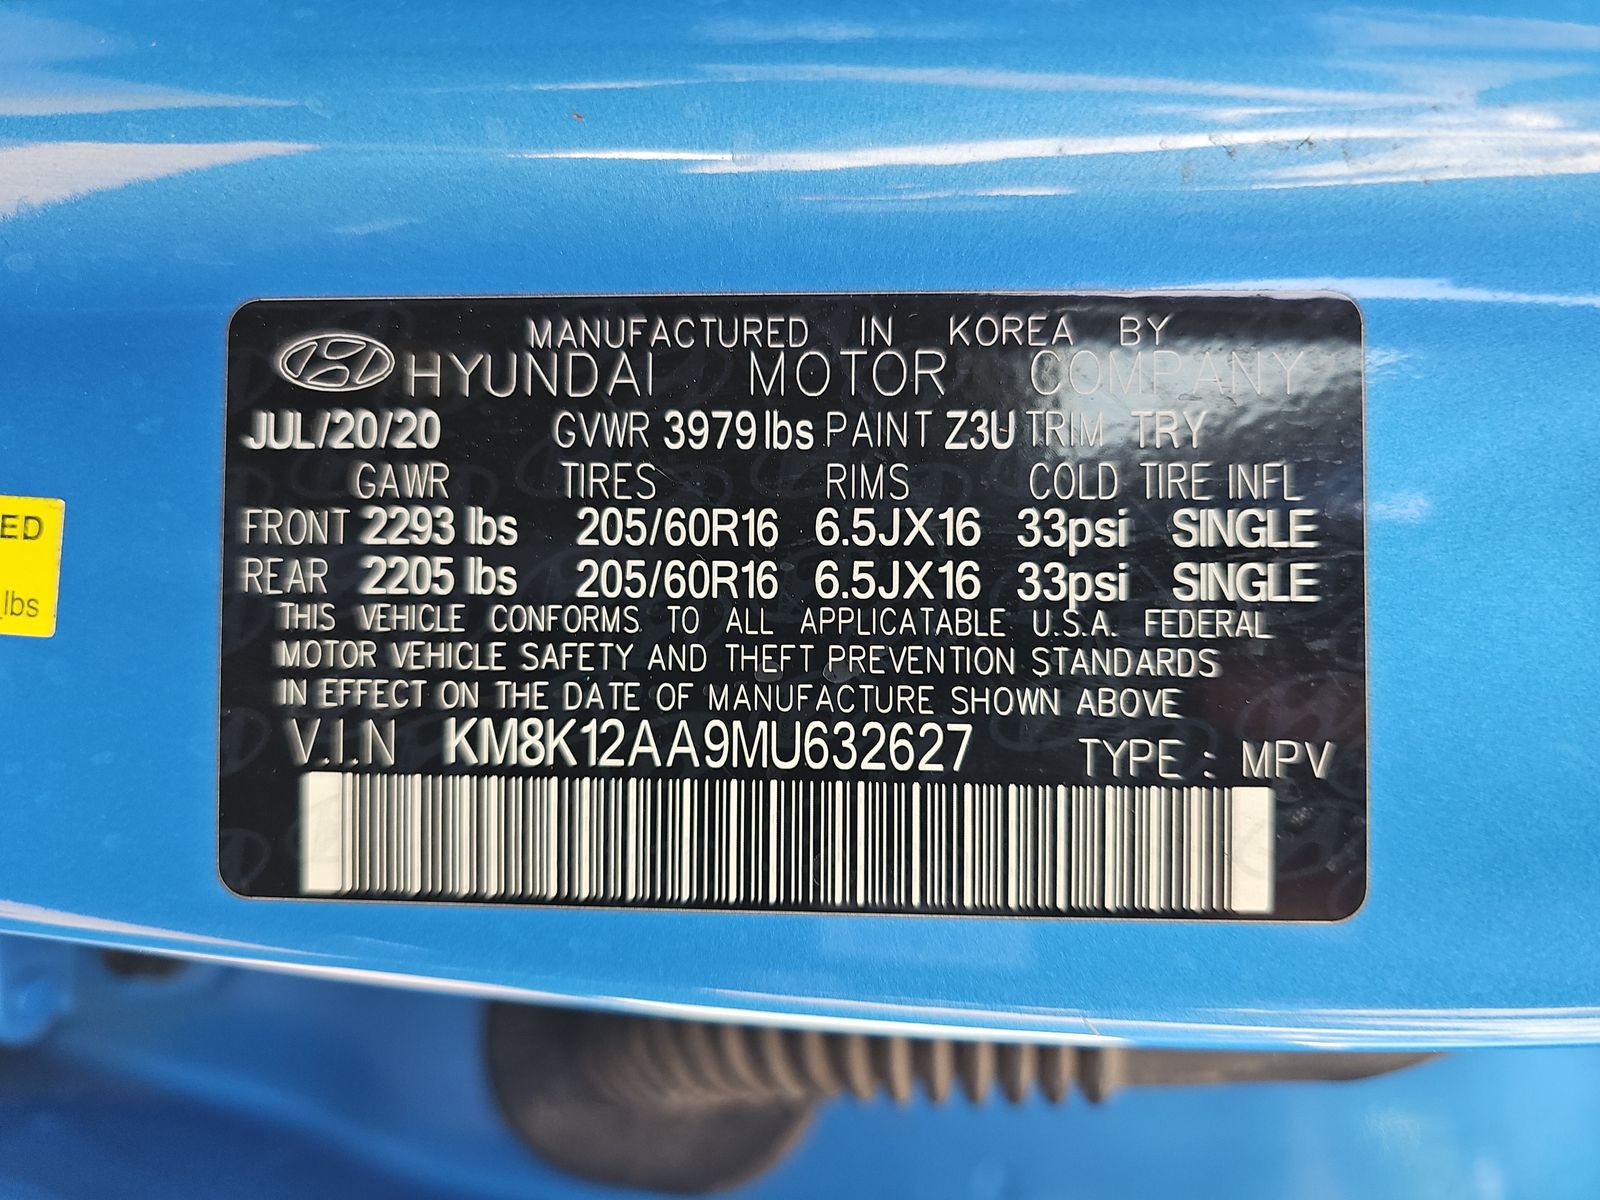 ED
lbs
MANUFACTURED IN KOREA BY
HYUNDAI MOTOR COMPANY
JUL/20/20 GVWR 3979lbs PAINT Z3U TRIM TRY
GAWR TIRES RIMS COLD TIRE INFL
FRONT 2293 lbs 205/60R16 6.5JX16 33psi SINGLE
REAR 2205 lbs 205/60R16 6.5JX16 33psi SINGLE
THIS VEHICLE CONFORMS TO ALL APPLICATABLE U.S.A. FEDERAL
MOTOR VEHICLE SAFETY AND THEFT PREVENTION STANDARDS
IN EFFECT ON THE DATE OF MANUFACTURE SHOWN ABOVE
V.I.N KM8K12AA9MU632627 TYPE : MPV